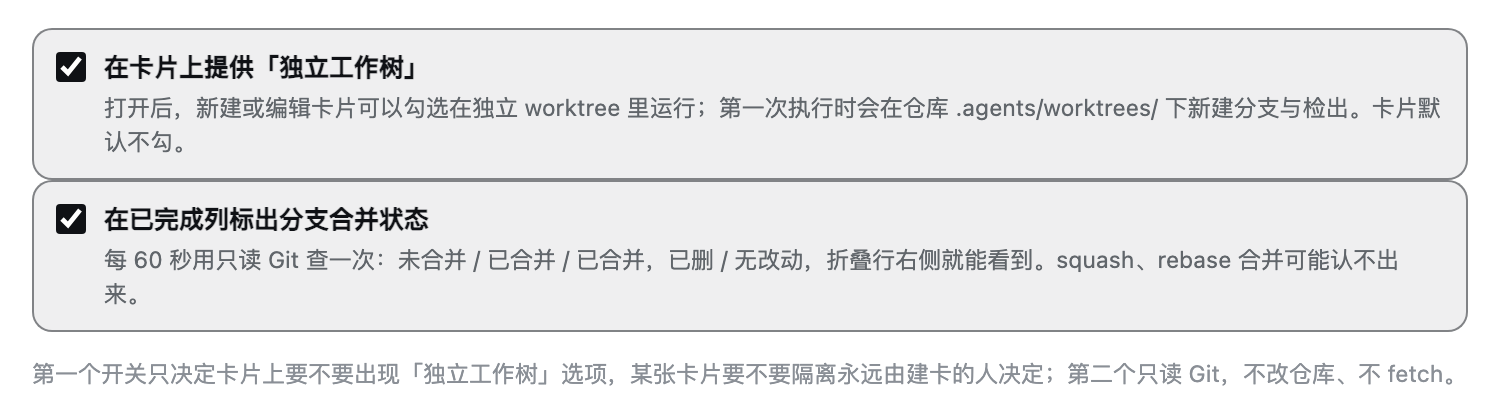 在卡片上提供「独立工作树」
打开后，新建或编辑卡片可以勾选在独立 worktree 里运行；第一次执行时会在仓库 .agents/worktrees/ 下新建分支与检出。卡片默
认不勾。
在已完成列标出分支合并状态
每 60 秒用只读 Git 查一次：未合并 / 已合并 / 已合并，已删 / 无改动，折叠行右侧就能看到。squash、rebase 合并可能认不出
来。
第一个开关只决定卡片上要不要出现「独立工作树」选项，某张卡片要不要隔离永远由建卡的人决定；第二个只读 Git，不改仓库、不 fetch。